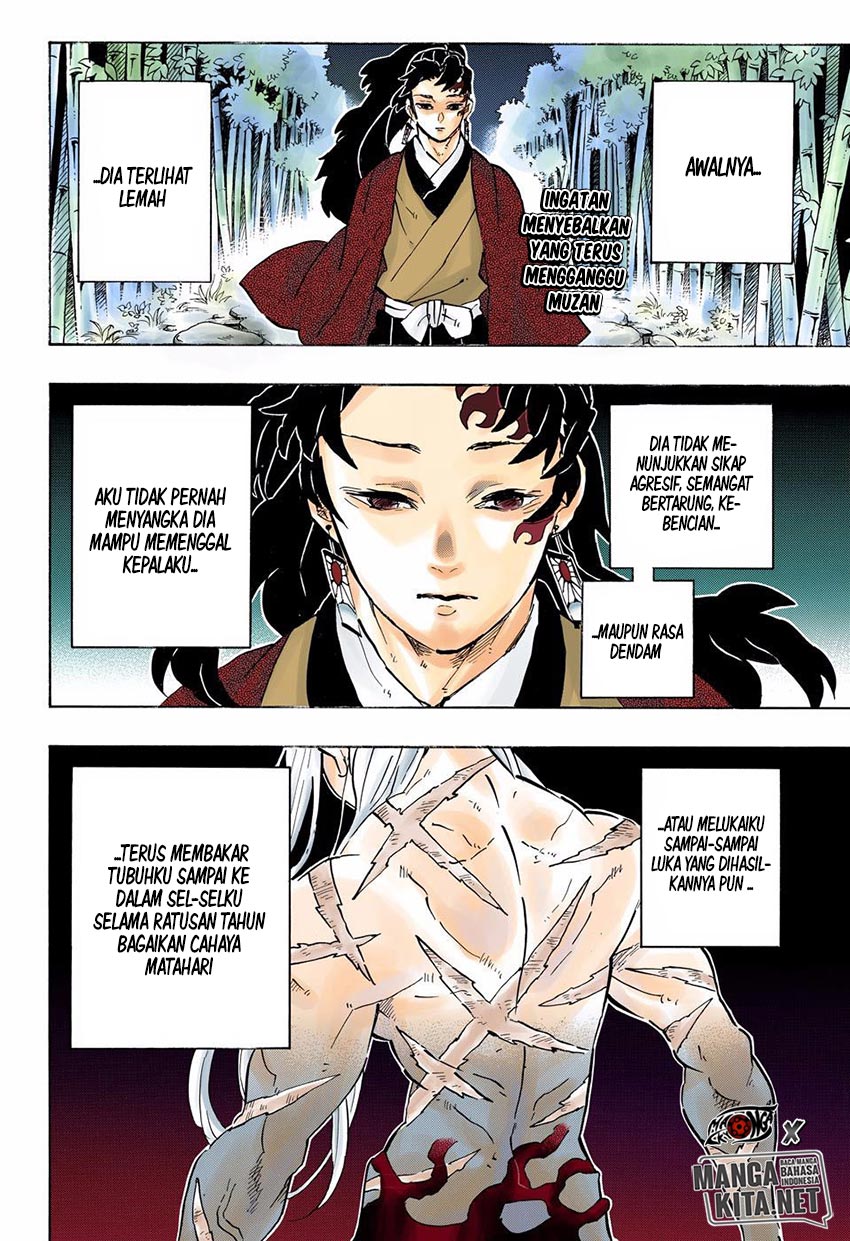 AWALNYA...
INGATAN
MENYEBALKAN
YANG TERUS
MENGGANGGU
MUZAN
...DIA TERLIHAT
LEMAH
DIA TIDAK ME-
NUNJUKKAN SIKAP
AGRESIF, SEMANGAT
BERTARUNG, KE-
BENCIAN...
...MAUPUN RASA
DENDAM
AKU TIDAK PERNAH
MENYANGKA DIA
MAMPU MEMENGGAL
KEPALAKU...
...ATAU MELUKAIKU
SAMPAI-SAMPAI
LUKA YANG DIHASIL-
KANNYA PUN ...
...TERUS MEMBAKAR
TUBUHKU SAMPAI KE
DALAM SEL-SELKU
SELAMA RATUSAN TAHUN
BAGAIKAN CAHAYA
MATAHARI
X
MANGA
KITA.NET
BACA MANGA
BAHASA
INDONESIA